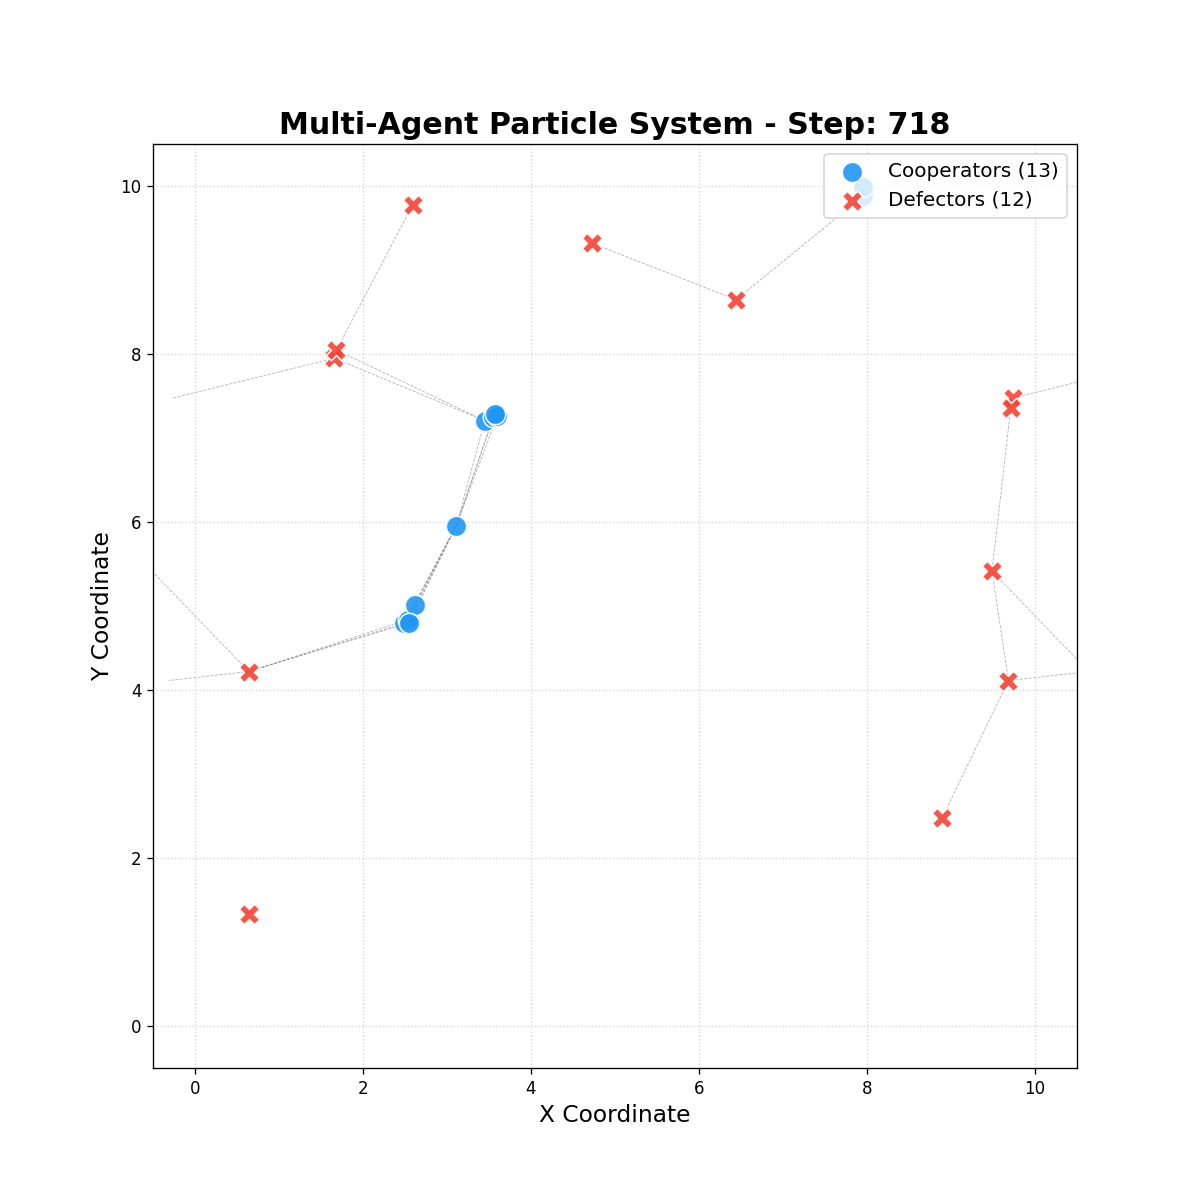 Multi-Agent Particle System - Step: 718
Cooperators (13)
Defectors (12)
Y Coordinate
10
8
6
4
2
0
0 2 4 6 8 10
X Coordinate